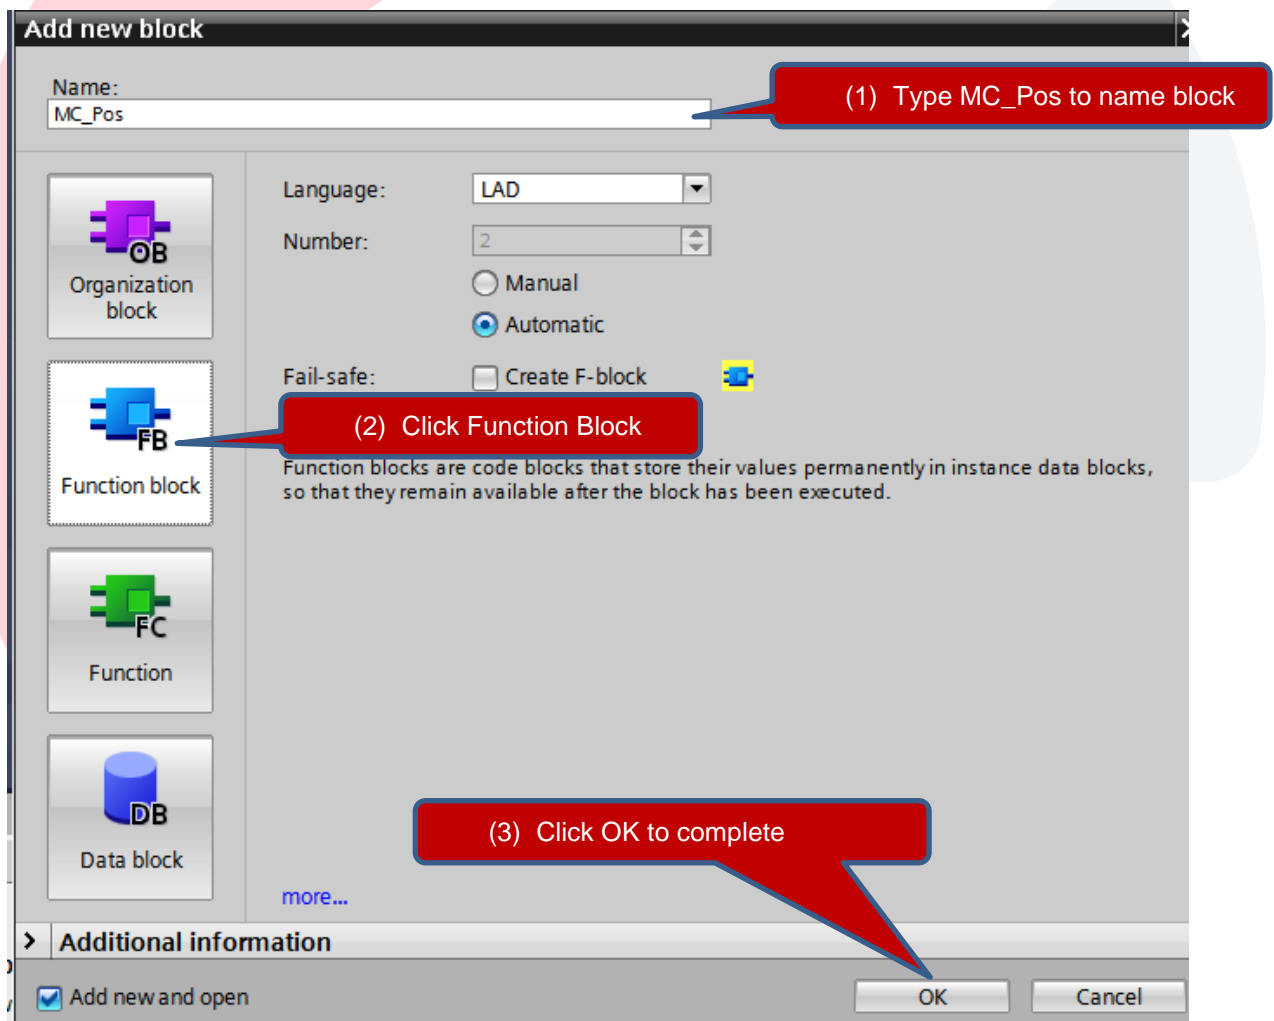 Add new block
Name:
MC_Pos
(1) Type MC_Pos to name block
Language:
LAD
Number:
2
Manual
Automatic
Fail-safe:
Create F-block
OB
Organization
block
(2) Click Function Block
FB
Function block
Function blocks are code blocks that store their values permanently in instance data blocks,
so that they remain available after the block has been executed.
FC
Function
DB
Data block
(3) Click OK to complete
more...
Additional information
Add new and open
OK
Cancel